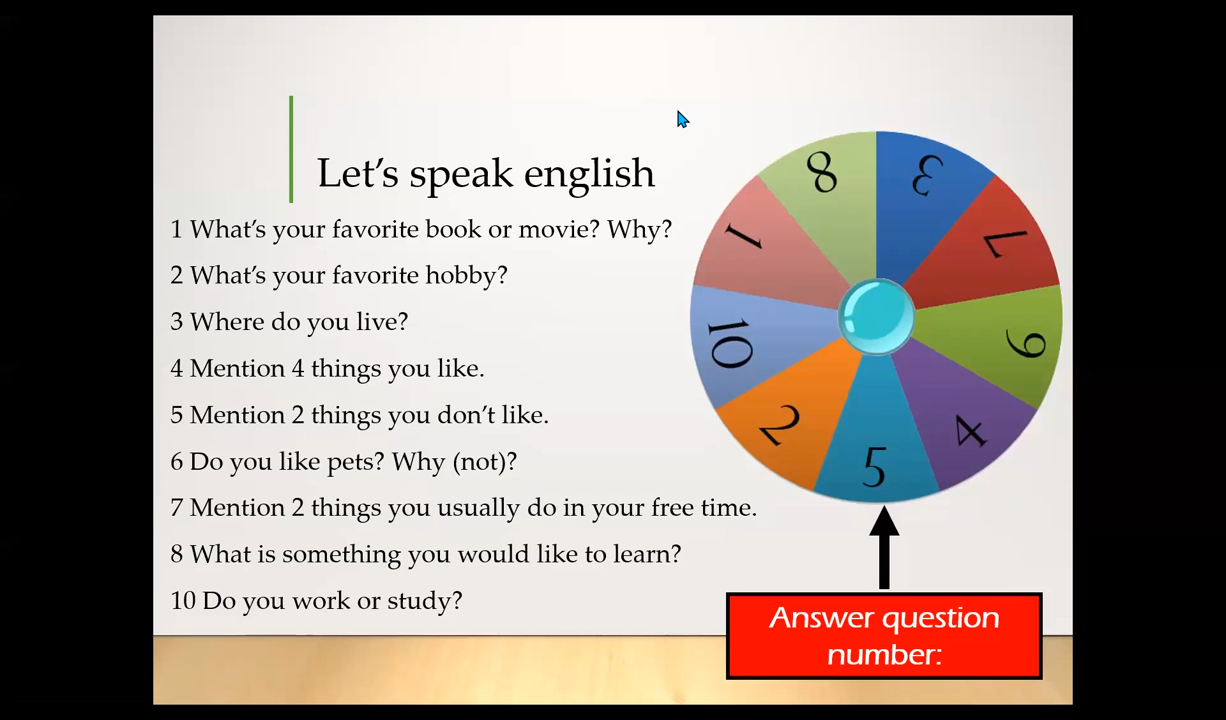 Let's speak english
1 What's your favorite book or movie? Why?
2 What's your favorite hobby?
3 Where do you live?
4 Mention 4 things you like.
5 Mention 2 things you don't like.
6 Do you like pets? Why (not)?
7 Mention 2 things you usually do in your free time.
8 What is something you would like to learn?
10 Do you work or study?
8
3
7
6
4
5
2
10
1
Answer question
number: